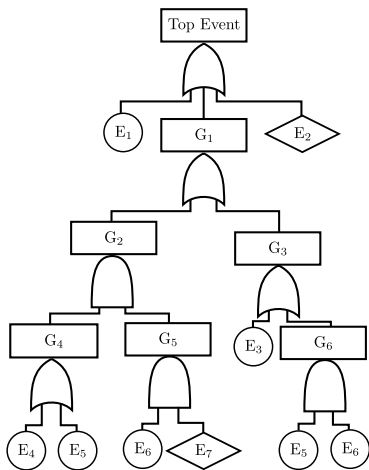 Top Event
E₁
G₁
E₂
G₂
G₃
G₄
G₅
E₃
G₆
E₄
E₅
E₆
E₇
E₅
E₆